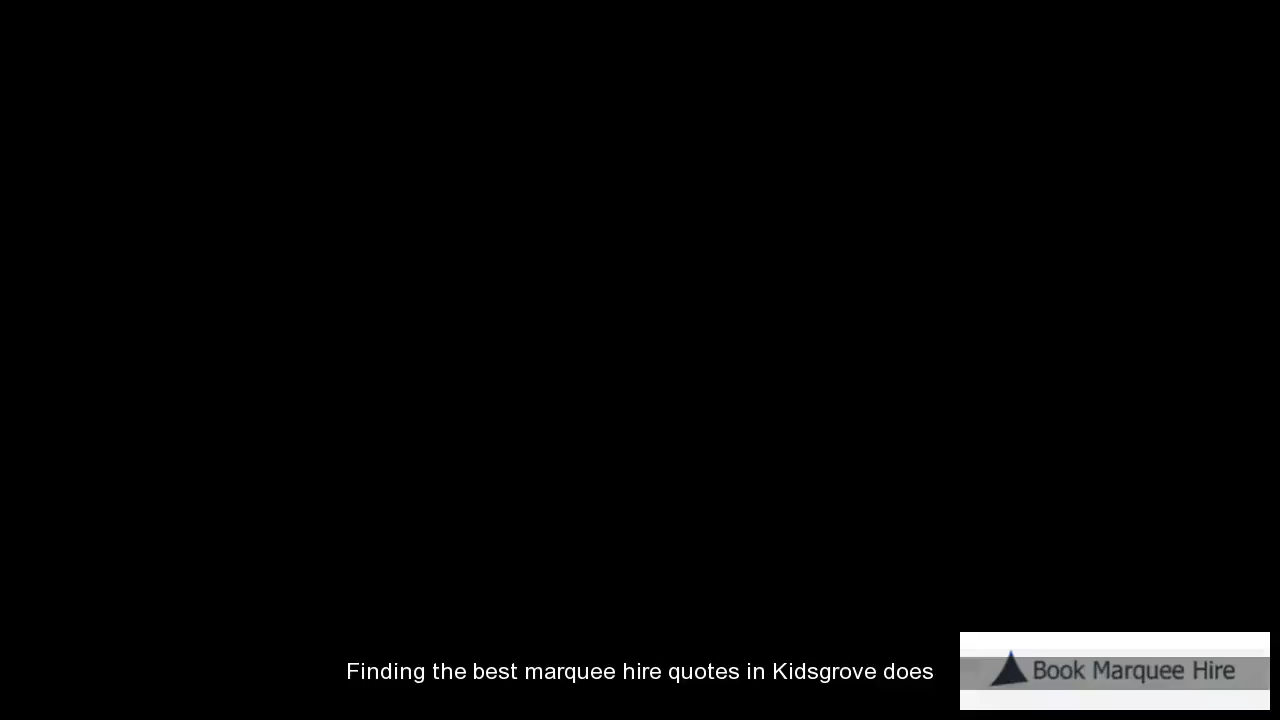 Finding the best marquee hire quotes in Kidsgrove does
Book Marquee Hire